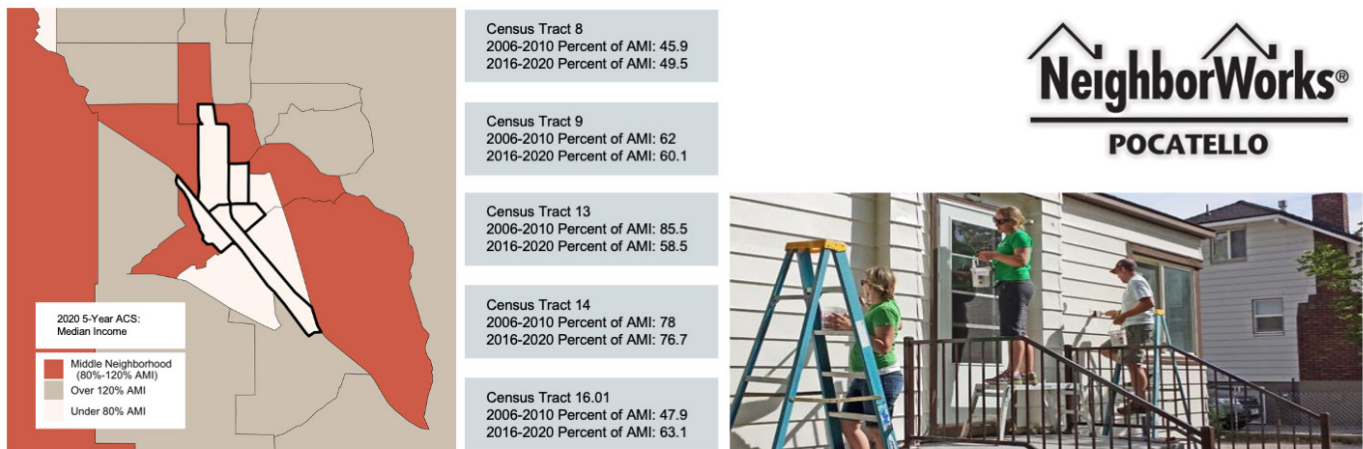 2020 5-Year ACS:
Median Income
Middle Neighborhood
(80%-120% AMI)
Over 120% AMI
Under 80% AMI
Census Tract 8
2006-2010 Percent of AMI: 45.9
2016-2020 Percent of AMI: 49.5
Census Tract 9
2006-2010 Percent of AMI: 62
2016-2020 Percent of AMI: 60.1
Census Tract 13
2006-2010 Percent of AMI: 85.5
2016-2020 Percent of AMI: 58.5
Census Tract 14
2006-2010 Percent of AMI: 78
2016-2020 Percent of AMI: 76.7
Census Tract 16.01
2006-2010 Percent of AMI: 47.9
2016-2020 Percent of AMI: 63.1
NeighborWorks®
POCATELLO